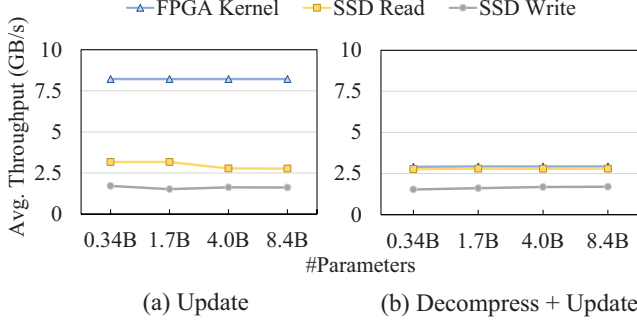 FPGA Kernel SSD Read SSD Write
Avg. Throughput (GB/s)
10
7.5
5
2.5
0
0.34B 1.7B 4.0B 8.4B
10
7.5
5
2.5
0
0.34B 1.7B 4.0B 8.4B
#Parameters
(a) Update
(b) Decompress + Update